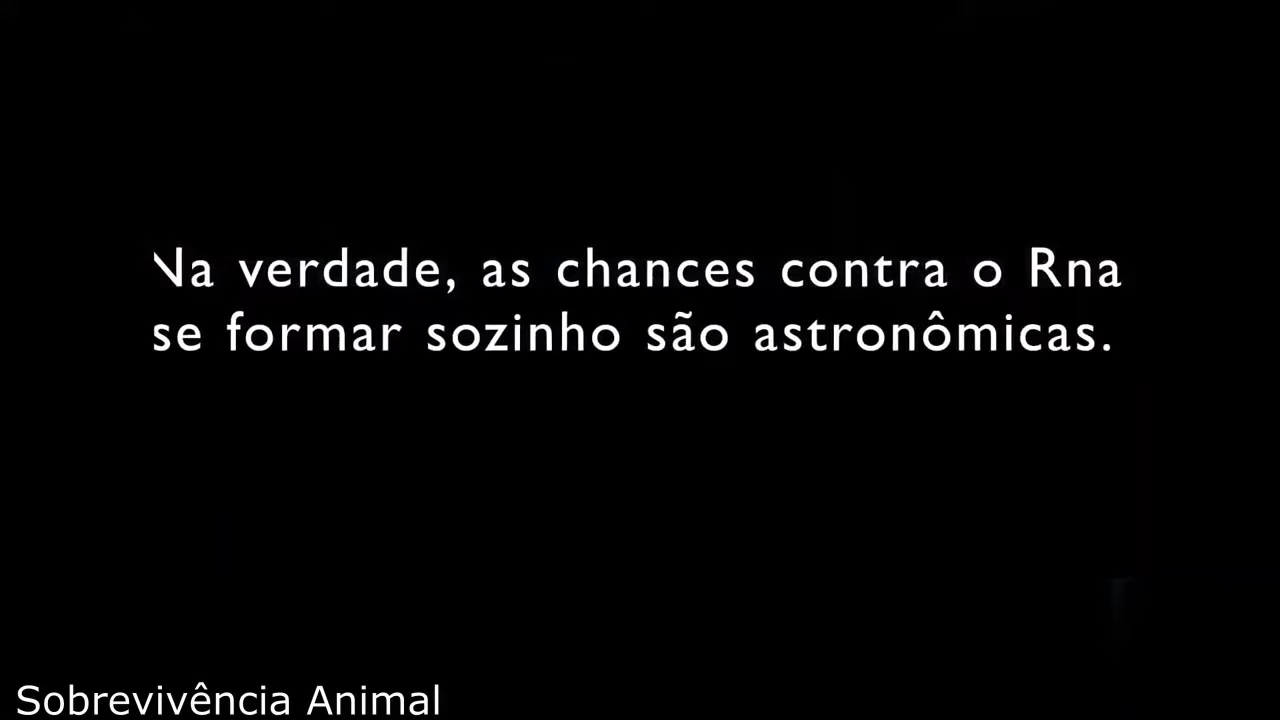 Na verdade, as chances contra o Rna
se formar sozinho são astronômicas.
Sobrevivência Animal